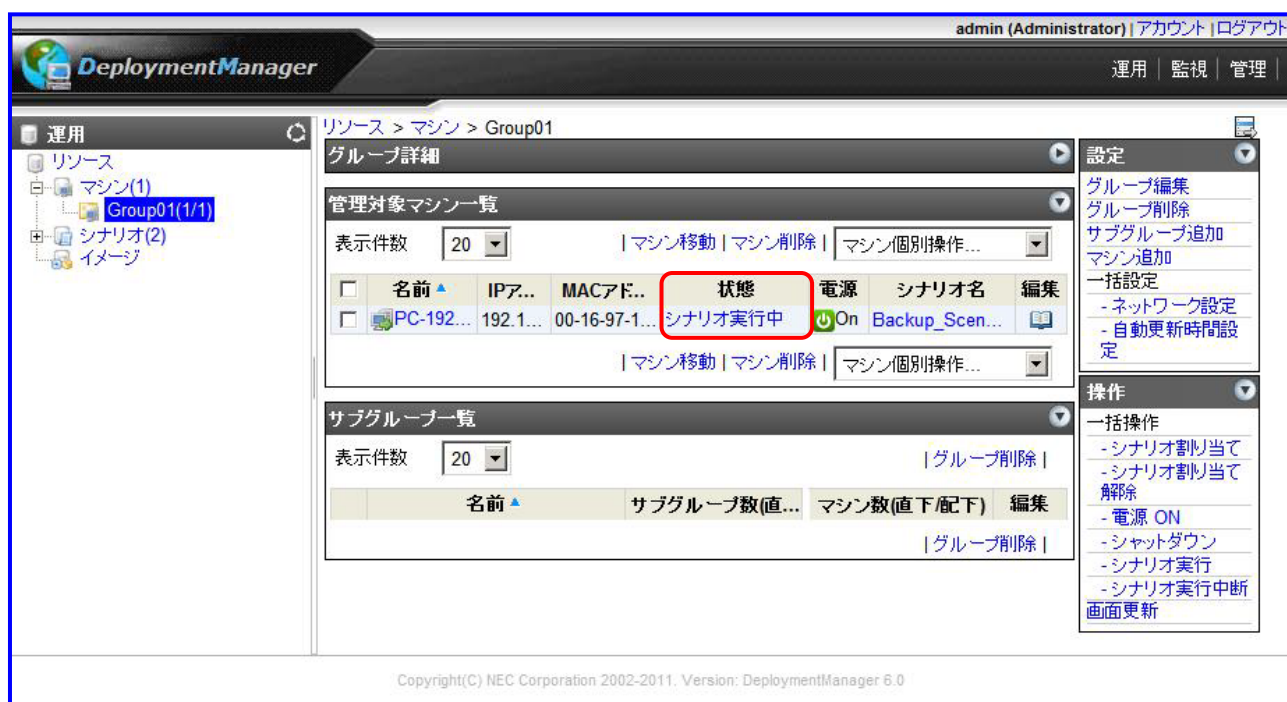 admin (Administrator) | アカウント | ログアウト
DeploymentManager
運用 | 監視 | 管理 |
運用
リソース
マシン(1)
Group01(1/1)
シナリオ(2)
イメージ
リソース > マシン > Group01
グループ詳細
管理対象マシン一覧
表示件数 20 | マシン移動 | マシン削除 | マシン個別操作...
名前 IPア... MACアド... 状態 電源 シナリオ名 編集
PC-192... 192.1... 00-16-97-1... シナリオ実行中 On Backup_Scen...
| マシン移動 | マシン削除 | マシン個別操作...
サブグループ一覧
表示件数 20 | グループ削除 |
名前 サブグループ数(直... マシン数(直下/配下) 編集
| グループ削除 |
設定
グループ編集
グループ削除
サブグループ追加
マシン追加
一括設定
- ネットワーク設定
- 自動更新時間設
定
操作
一括操作
- シナリオ割り当て
- シナリオ割り当て
解除
- 電源 ON
- シャットダウン
- シナリオ実行
- シナリオ実行中断
画面更新
Copyright(C) NEC Corporation 2002-2011. Version: DeploymentManager 6.0